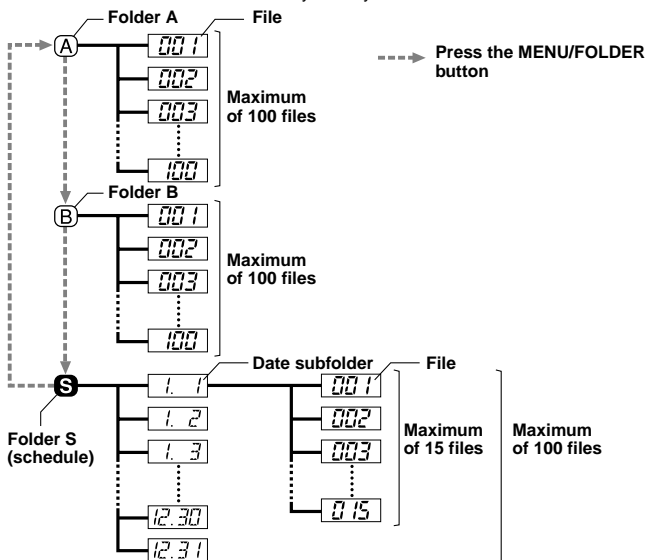 Folder A
File
A
001
Press the MENU/FOLDER
button
002
003
Maximum
of 100 files
100
Folder B
B
001
002
003
Maximum
of 100 files
100
Date subfolder
File
S
1. 1
001
1. 2
002
Folder S
(schedule)
1. 3
003
Maximum
of 15 files
Maximum
of 100 files
12.30
015
12.31